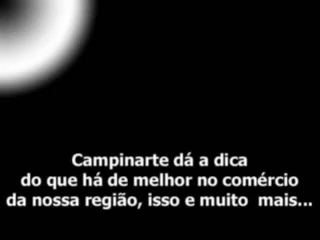 Campinarte dá a dica
do que há de melhor no comércio
da nossa região, isso e muito mais...